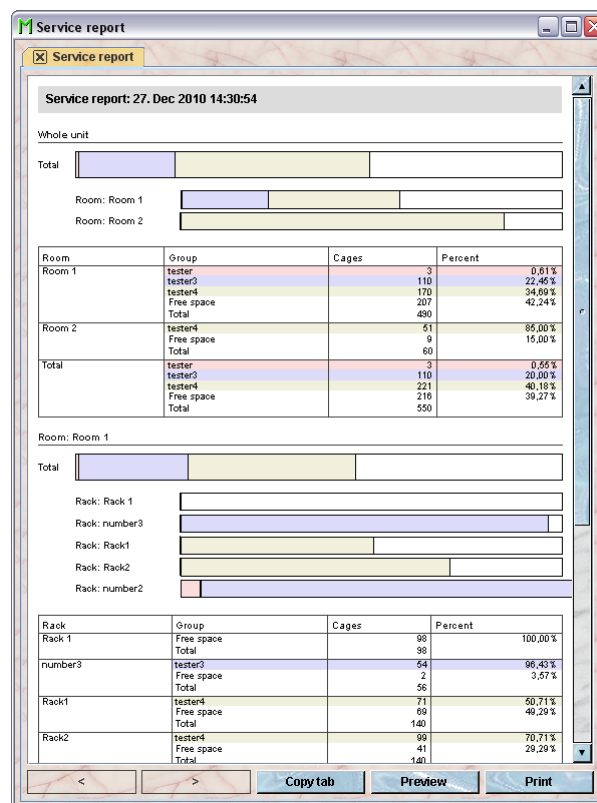 Service report
Service report
Service report: 27. Dec 2010 14:30:54
Whole unit
Total
Room: Room 1
Room: Room 2
Room Group Cages Percent
Room 1 tester 3 0,61%
tester3 110 22,45%
tester4 170 34,69%
Free space 207 42,24%
Total 490
Room 2 tester4 51 85,00%
Free space 9 15,00%
Total 60
Total tester 3 0,55%
tester3 110 20,00%
tester4 221 40,18%
Free space 216 39,27%
Total 550
Room: Room 1
Total
Rack: Rack 1
Rack: number3
Rack: Rack1
Rack: Rack2
Rack: number2
Rack Group Cages Percent
Rack 1 Free space 98 100,00%
Total 98
number3 tester3 54 96,43%
Free space 2 3,57%
Total 56
Rack1 tester4 71 50,71%
Free space 69 49,29%
Total 140
Rack2 tester4 99 70,71%
Free space 41 29,29%
Total 140
< > Copy tab Preview Print